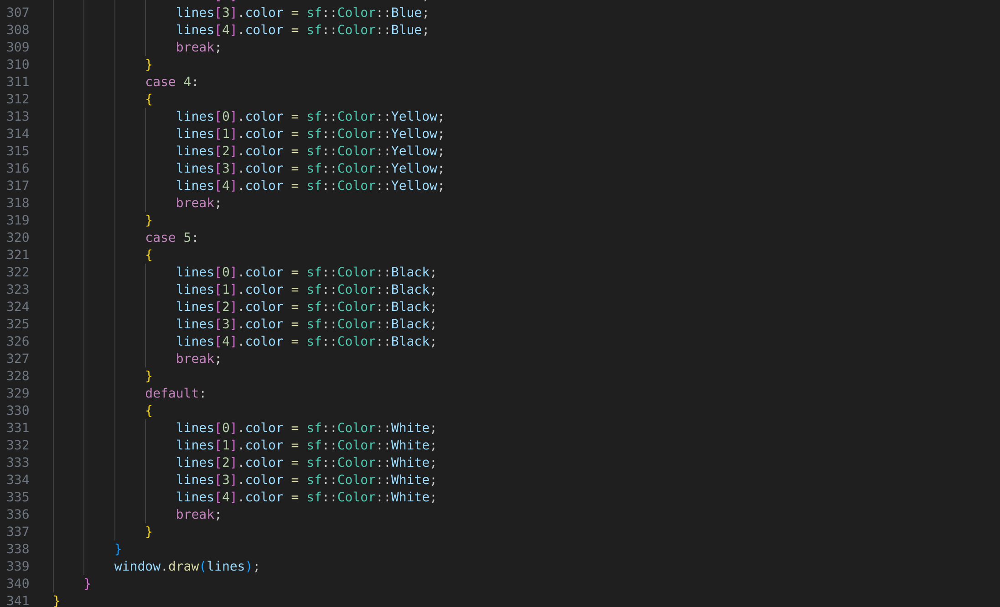 307 lines[3].color = sf::Color::Blue;
308 lines[4].color = sf::Color::Blue;
309 break;
310 }
311 case 4:
312 {
313 lines[0].color = sf::Color::Yellow;
314 lines[1].color = sf::Color::Yellow;
315 lines[2].color = sf::Color::Yellow;
316 lines[3].color = sf::Color::Yellow;
317 lines[4].color = sf::Color::Yellow;
318 break;
319 }
320 case 5:
321 {
322 lines[0].color = sf::Color::Black;
323 lines[1].color = sf::Color::Black;
324 lines[2].color = sf::Color::Black;
325 lines[3].color = sf::Color::Black;
326 lines[4].color = sf::Color::Black;
327 break;
328 }
329 default:
330 {
331 lines[0].color = sf::Color::White;
332 lines[1].color = sf::Color::White;
333 lines[2].color = sf::Color::White;
334 lines[3].color = sf::Color::White;
335 lines[4].color = sf::Color::White;
336 break;
337 }
338 }
339 window.draw(lines);
340 }
341 }